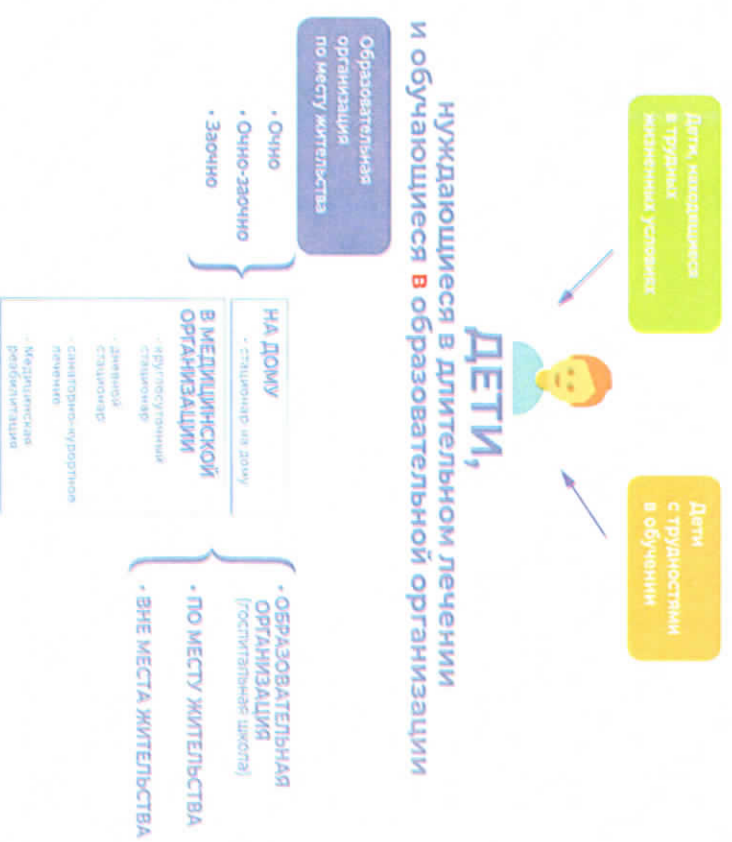 Дети, находящиеся
в трудных
жизненных условиях
Дети
с трудностями
в обучении
ДЕТИ,
нуждающиеся в длительном лечении
и обучающиеся в образовательной организации
Образовательная
организация
по месту жительства
• Очно
• Очно-заочно
• Заочно
НА ДОМУ
- стационар на дому
В МЕДИЦИНСКОЙ
ОРГАНИЗАЦИИ
- круглосуточный
стационар
- дневной
стационар
- санаторно-курортное
лечение
- Медицинская
реабилитация
• ОБРАЗОВАТЕЛЬНАЯ
ОРГАНИЗАЦИЯ
(госпитальная школа)
• ПО МЕСТУ ЖИТЕЛЬСТВА
• ВНЕ МЕСТА ЖИТЕЛЬСТВА